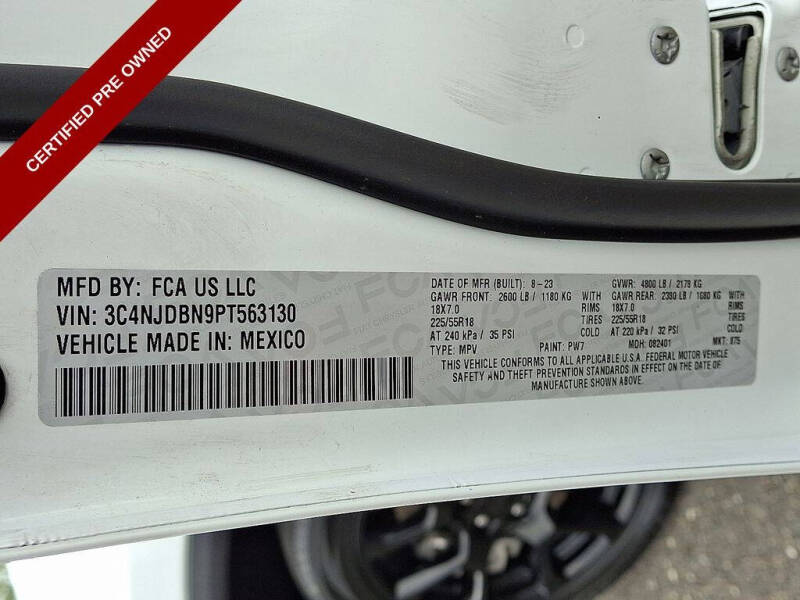 CERTIFIED PRE OWNED
MFD BY: FCA US LLC
VIN: 3C4NJDBN9PT563130
VEHICLE MADE IN: MEXICO
DATE OF MFR (BUILT): 8-23 GVWR: 4800 LB / 2178 KG
GAWR FRONT: 2600 LB / 1180 KG WITH GAWR REAR: 2390 LB / 1080 KG WITH
18X7.0 RIMS 18X7.0 RIMS
225/55R18 TIRES 225/55R18 TIRES
AT 240 kPa / 35 PSI COLD AT 220 kPa / 32 PSI COLD
TYPE: MPV PAINT: PW7 MDH: 082401 MKT: 875
THIS VEHICLE CONFORMS TO ALL APPLICABLE U.S.A. FEDERAL MOTOR VEHICLE
SAFETY AND THEFT PREVENTION STANDARDS IN EFFECT ON THE DATE OF
MANUFACTURE SHOWN ABOVE.